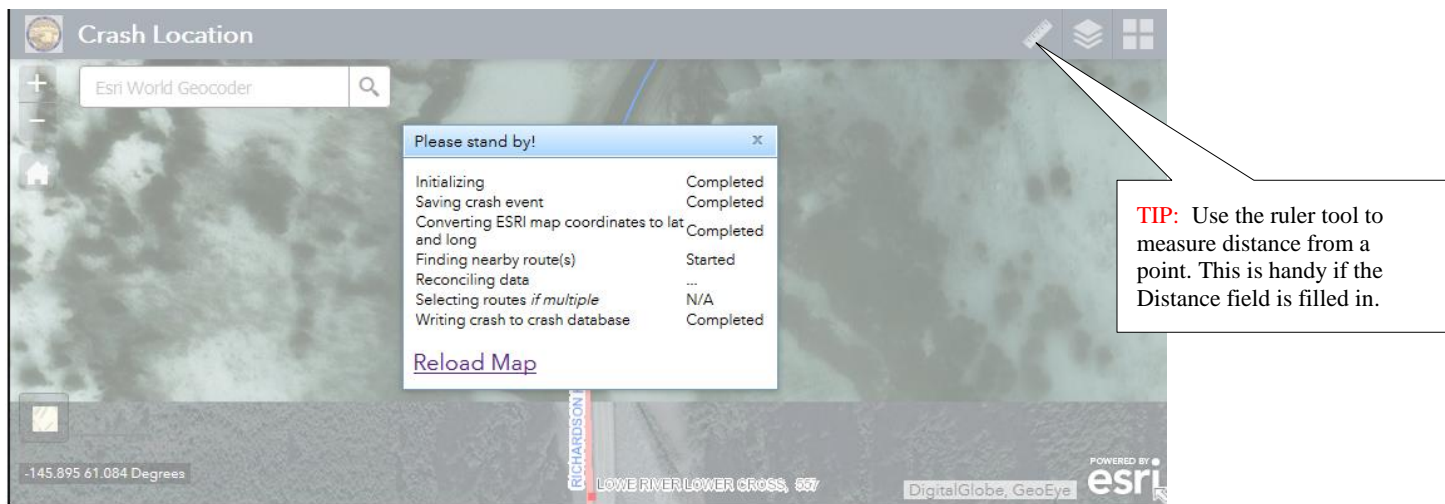 Crash Location
Esri World Geocoder
Please stand by!
x
Initializing Completed
Saving crash event Completed
Converting ESRI map coordinates to lat
and long Completed
Finding nearby route(s) Started
Reconciling data ...
Selecting routes if multiple N/A
Writing crash to crash database Completed
Reload Map
TIP: Use the ruler tool to
measure distance from a
point. This is handy if the
Distance field is filled in.
RICHARDSON
LOWE RIVER LOWER CROSS, 557
-145.895 61.084 Degrees
DigitalGlobe, GeoEye
POWERED BY
esri